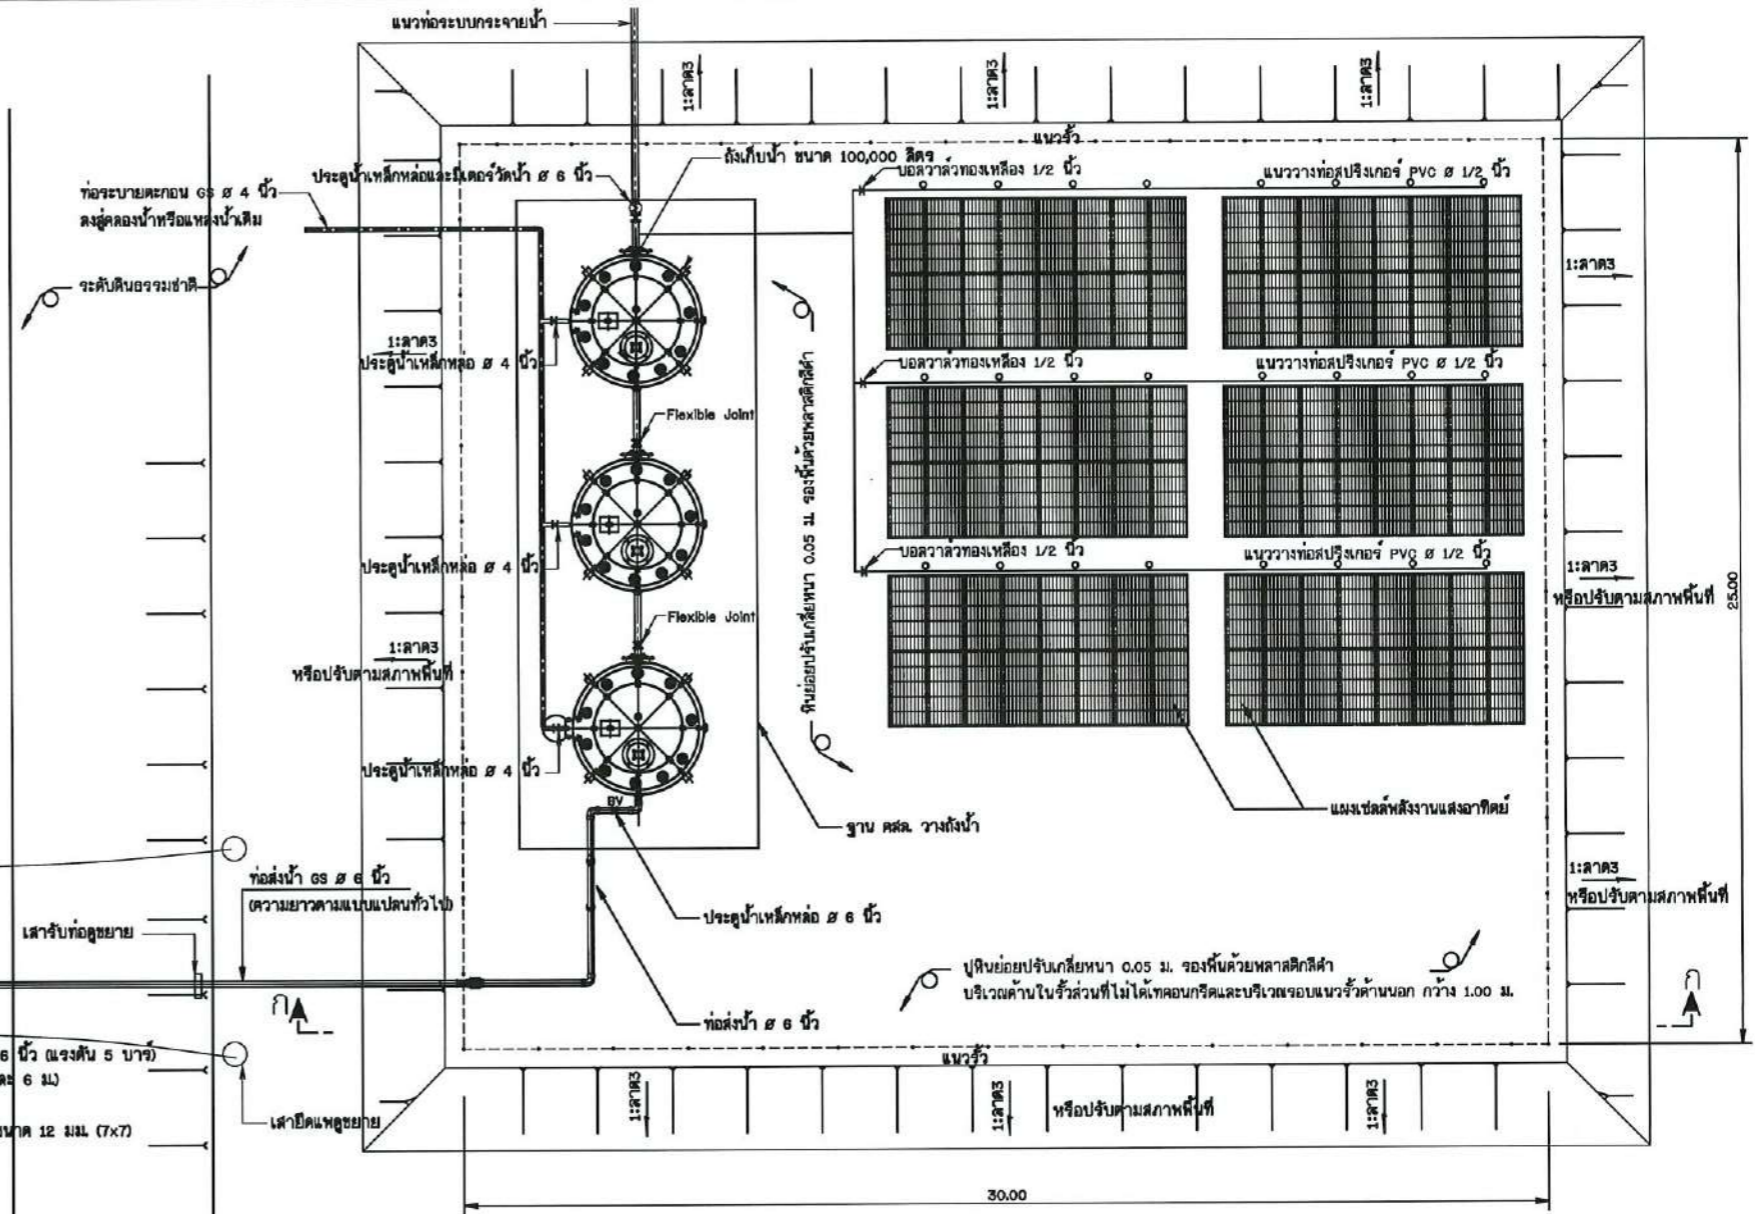 แนวท่อระบบกระจายน้ำ
1:ลาด3
1:ลาด3
1:ลาด3
แนวรั้ว
ถังเก็บน้ำ ขนาด 100,000 ลิตร
ประตูน้ำเหล็กหล่อและมิเตอร์วัดน้ำ ø 6 นิ้ว
บอลวาล์วทองเหลือง 1/2 นิ้ว
แนววางท่อสปริงเกอร์ PVC ø 1/2 นิ้ว
ท่อระบายตะกอน GS ø 4 นิ้ว
ลงสู่คลองน้ำหรือแหล่งน้ำเดิม
ระดับดินธรรมชาติ
1:ลาด3
1:ลาด3
ประตูน้ำเหล็กหล่อ ø 4 นิ้ว
บอลวาล์วทองเหลือง 1/2 นิ้ว
แนววางท่อสปริงเกอร์ PVC ø 1/2 นิ้ว
Flexible Joint
หินย่อยปรับเกลี่ยหนา 0.05 ม. รองพื้นด้วยพลาสติกสีดำ
บอลวาล์วทองเหลือง 1/2 นิ้ว
แนววางท่อสปริงเกอร์ PVC ø 1/2 นิ้ว
ประตูน้ำเหล็กหล่อ ø 4 นิ้ว
1:ลาด3
หรือปรับตามสภาพพื้นที่
25.00
Flexible Joint
1:ลาด3
หรือปรับตามสภาพพื้นที่
ประตูน้ำเหล็กหล่อ ø 4 นิ้ว
BV
แผงเซลล์พลังงานแสงอาทิตย์
ฐาน คสล. วางถังน้ำ
ท่อส่งน้ำ GS ø 6 นิ้ว
(ความยาวตามแบบแปลนทั่วไป)
1:ลาด3
หรือปรับตามสภาพพื้นที่
ประตูน้ำเหล็กหล่อ ø 6 นิ้ว
เสารับท่อดูขยาย
ปูหินย่อยปรับเกลี่ยหนา 0.05 ม. รองพื้นด้วยพลาสติกสีดำ
บริเวณด้านในรั้วส่วนที่ไม่ได้เทคอนกรีตและบริเวณรอบแนวรั้วด้านนอก กว้าง 1.00 ม.
ก
ก
ท่อส่งน้ำ ø 6 นิ้ว
6 นิ้ว (แรงดัน 5 บาร์)
ละ 6 ม.)
แนวรั้ว
เสายึดแพดูขยาย
ขนาด 12 มม. (7x7)
1:ลาด3
1:ลาด3
หรือปรับตามสภาพพื้นที่
1:ลาด3
30.00